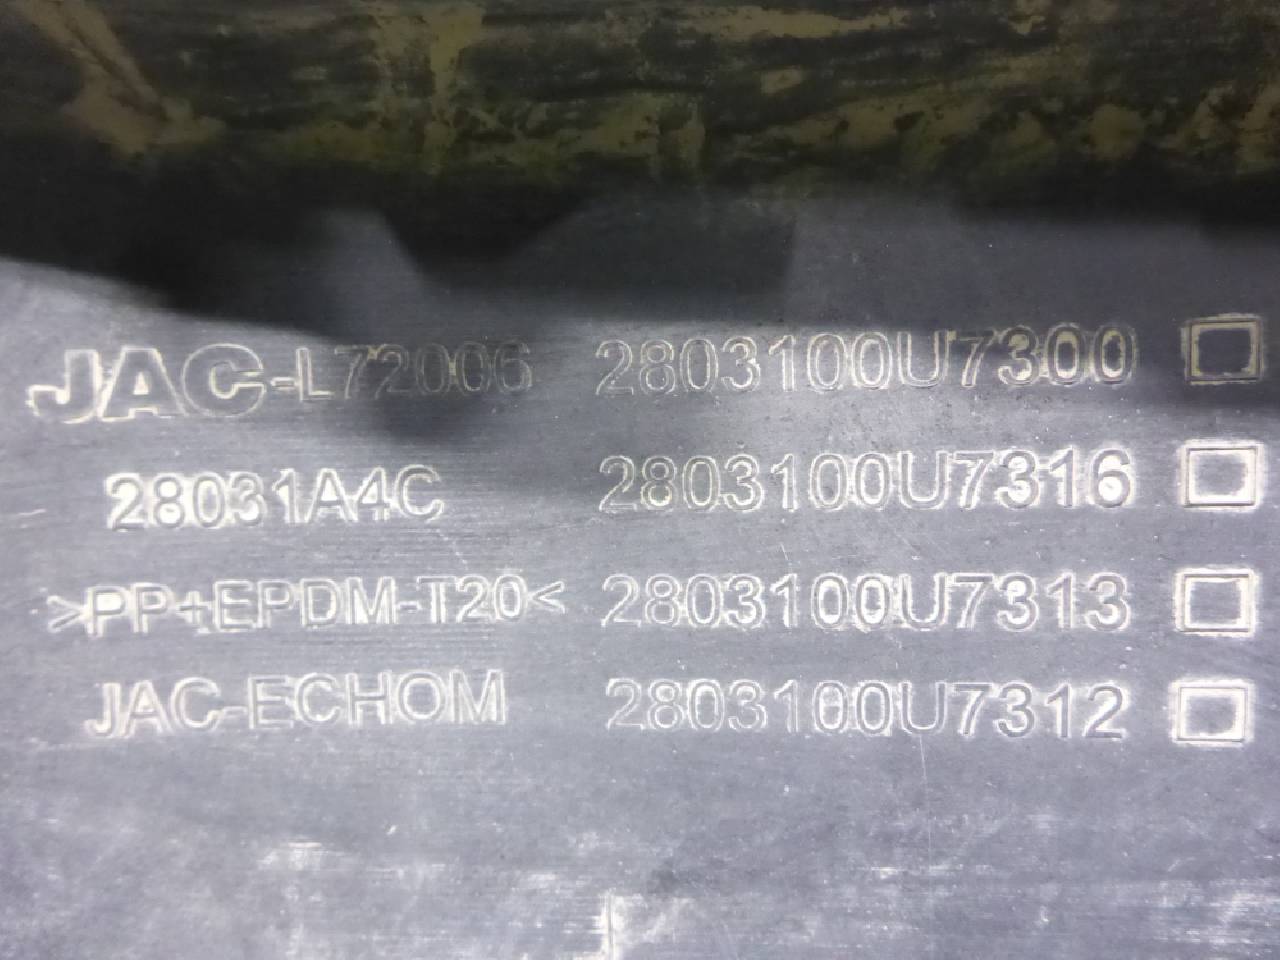 JAC-L72006 2803100U7300 □
28031A4C 2803100U7316 □
>PP+EPDM-T20< 2803100U7313 □
JAC-ECHOM 2803100U7312 □